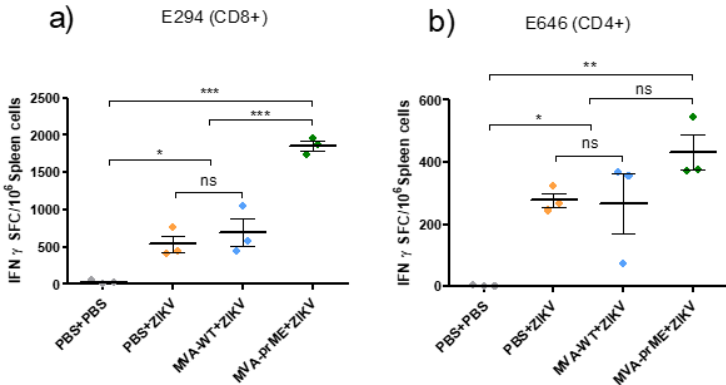 a)
E294 (CD8+)
***
***
*
ns
IFN γ SFC/10⁶ Spleen cells
2500
2000
1500
1000
500
0
PBS+PBS
PBS+ZIKV
MVA-WT+ZIKV
MVA-prME+ZIKV
b)
E646 (CD4+)
**
ns
*
ns
IFN γ SFC/10⁶ Spleen cells
600
400
200
0
PBS+PBS
PBS+ZIKV
MVA-WT+ZIKV
MVA-prME+ZIKV